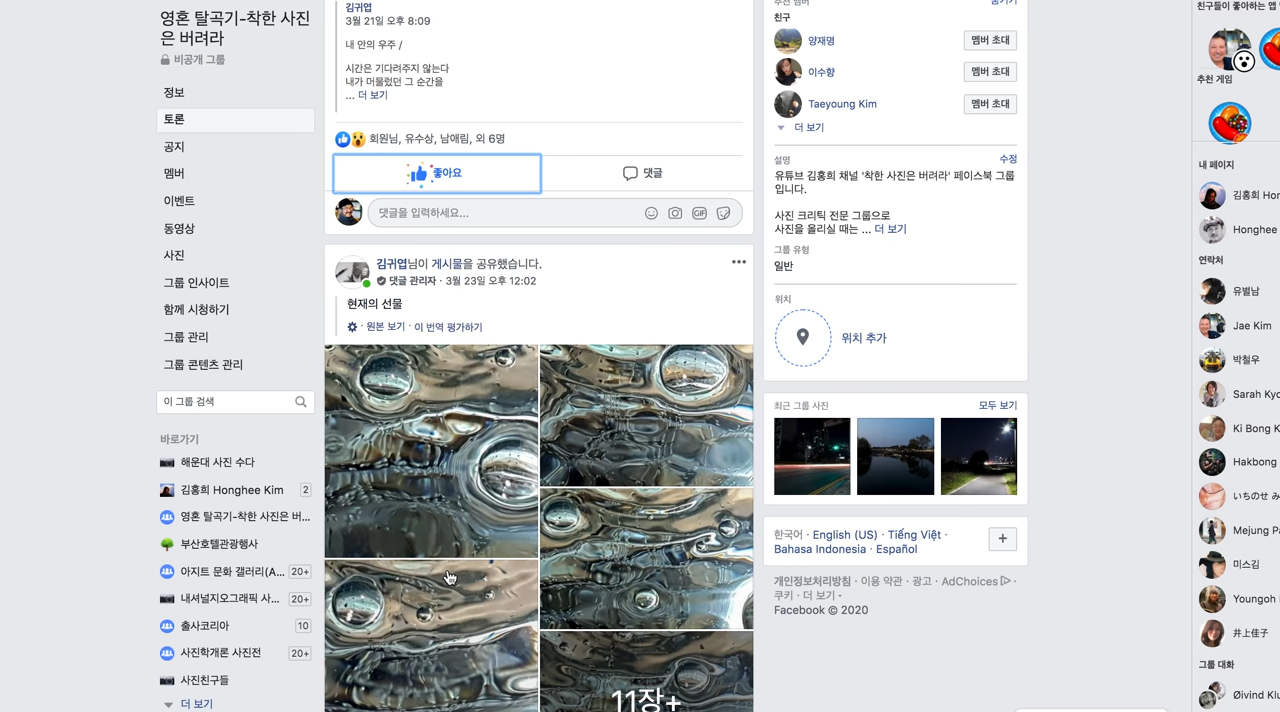 영혼 탈곡기-착한 사진
은 버려라
비공개 그룹
정보
토론
공지
멤버
이벤트
동영상
사진
그룹 인사이트
함께 시청하기
그룹 관리
그룹 콘텐츠 관리
이 그룹 검색
바로가기
해운대 사진 수다
김홍희 Honghee Kim 2
영혼 탈곡기-착한 사진은 버...
부산호텔관광행사
아지트 문화 갤러리(A... 20+
내셔널지오그래픽 사... 20+
출사코리아 10
사진학개론 사진전 20+
사진친구들
더 보기
김귀엽
3월 21일 오후 8:09
내 안의 우주 /
시간은 기다려주지 않는다
내가 머물렀던 그 순간을
... 더 보기
회원님, 유수상, 남애림, 외 6명
좋아요
댓글
댓글을 입력하세요...
GIF
김귀엽님이 게시물을 공유했습니다.
댓글 관리자 · 3월 23일 오후 12:02
현재의 선물
· 원본 보기 · 이 번역 평가하기
11장+
친구
양재명 멤버 초대
이수향 멤버 초대
Taeyoung Kim 멤버 초대
더 보기
설명 수정
유튜브 김홍희 채널 '착한 사진은 버려라' 페이스북 그룹
입니다.
사진 크리틱 전문 그룹으로
사진을 올리실 때는 ... 더 보기
그룹 유형
일반
위치
위치 추가
최근 그룹 사진 모두 보기
한국어 · English (US) · Tiếng Việt ·
Bahasa Indonesia · Español
+
개인정보처리방침 · 이용 약관 · 광고 · AdChoices ·
쿠키 · 더 보기
Facebook © 2020
친구들이 좋아하는 앱
추천 게임
내 페이지
김홍희 Hon
Honghee
연락처
유별남
Jae Kim
박철우
Sarah Kyo
Ki Bong K
Hakbong
いちのせ み
Mejung Pa
미스김
Youngoh
井上佳子
그룹 대화
Øivind Klu